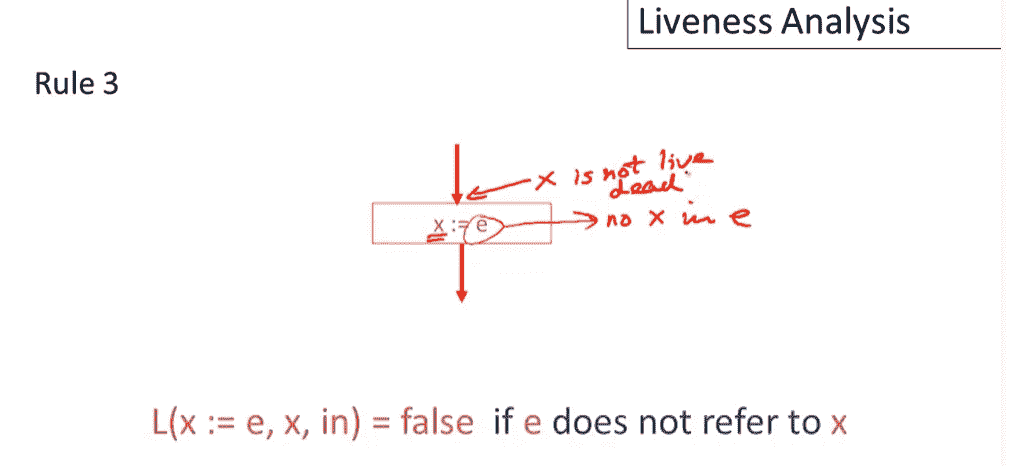 Liveness Analysis
Rule 3
x is not live
dead
x := e
no x in e
L(x := e, x, in) = false if e does not refer to x